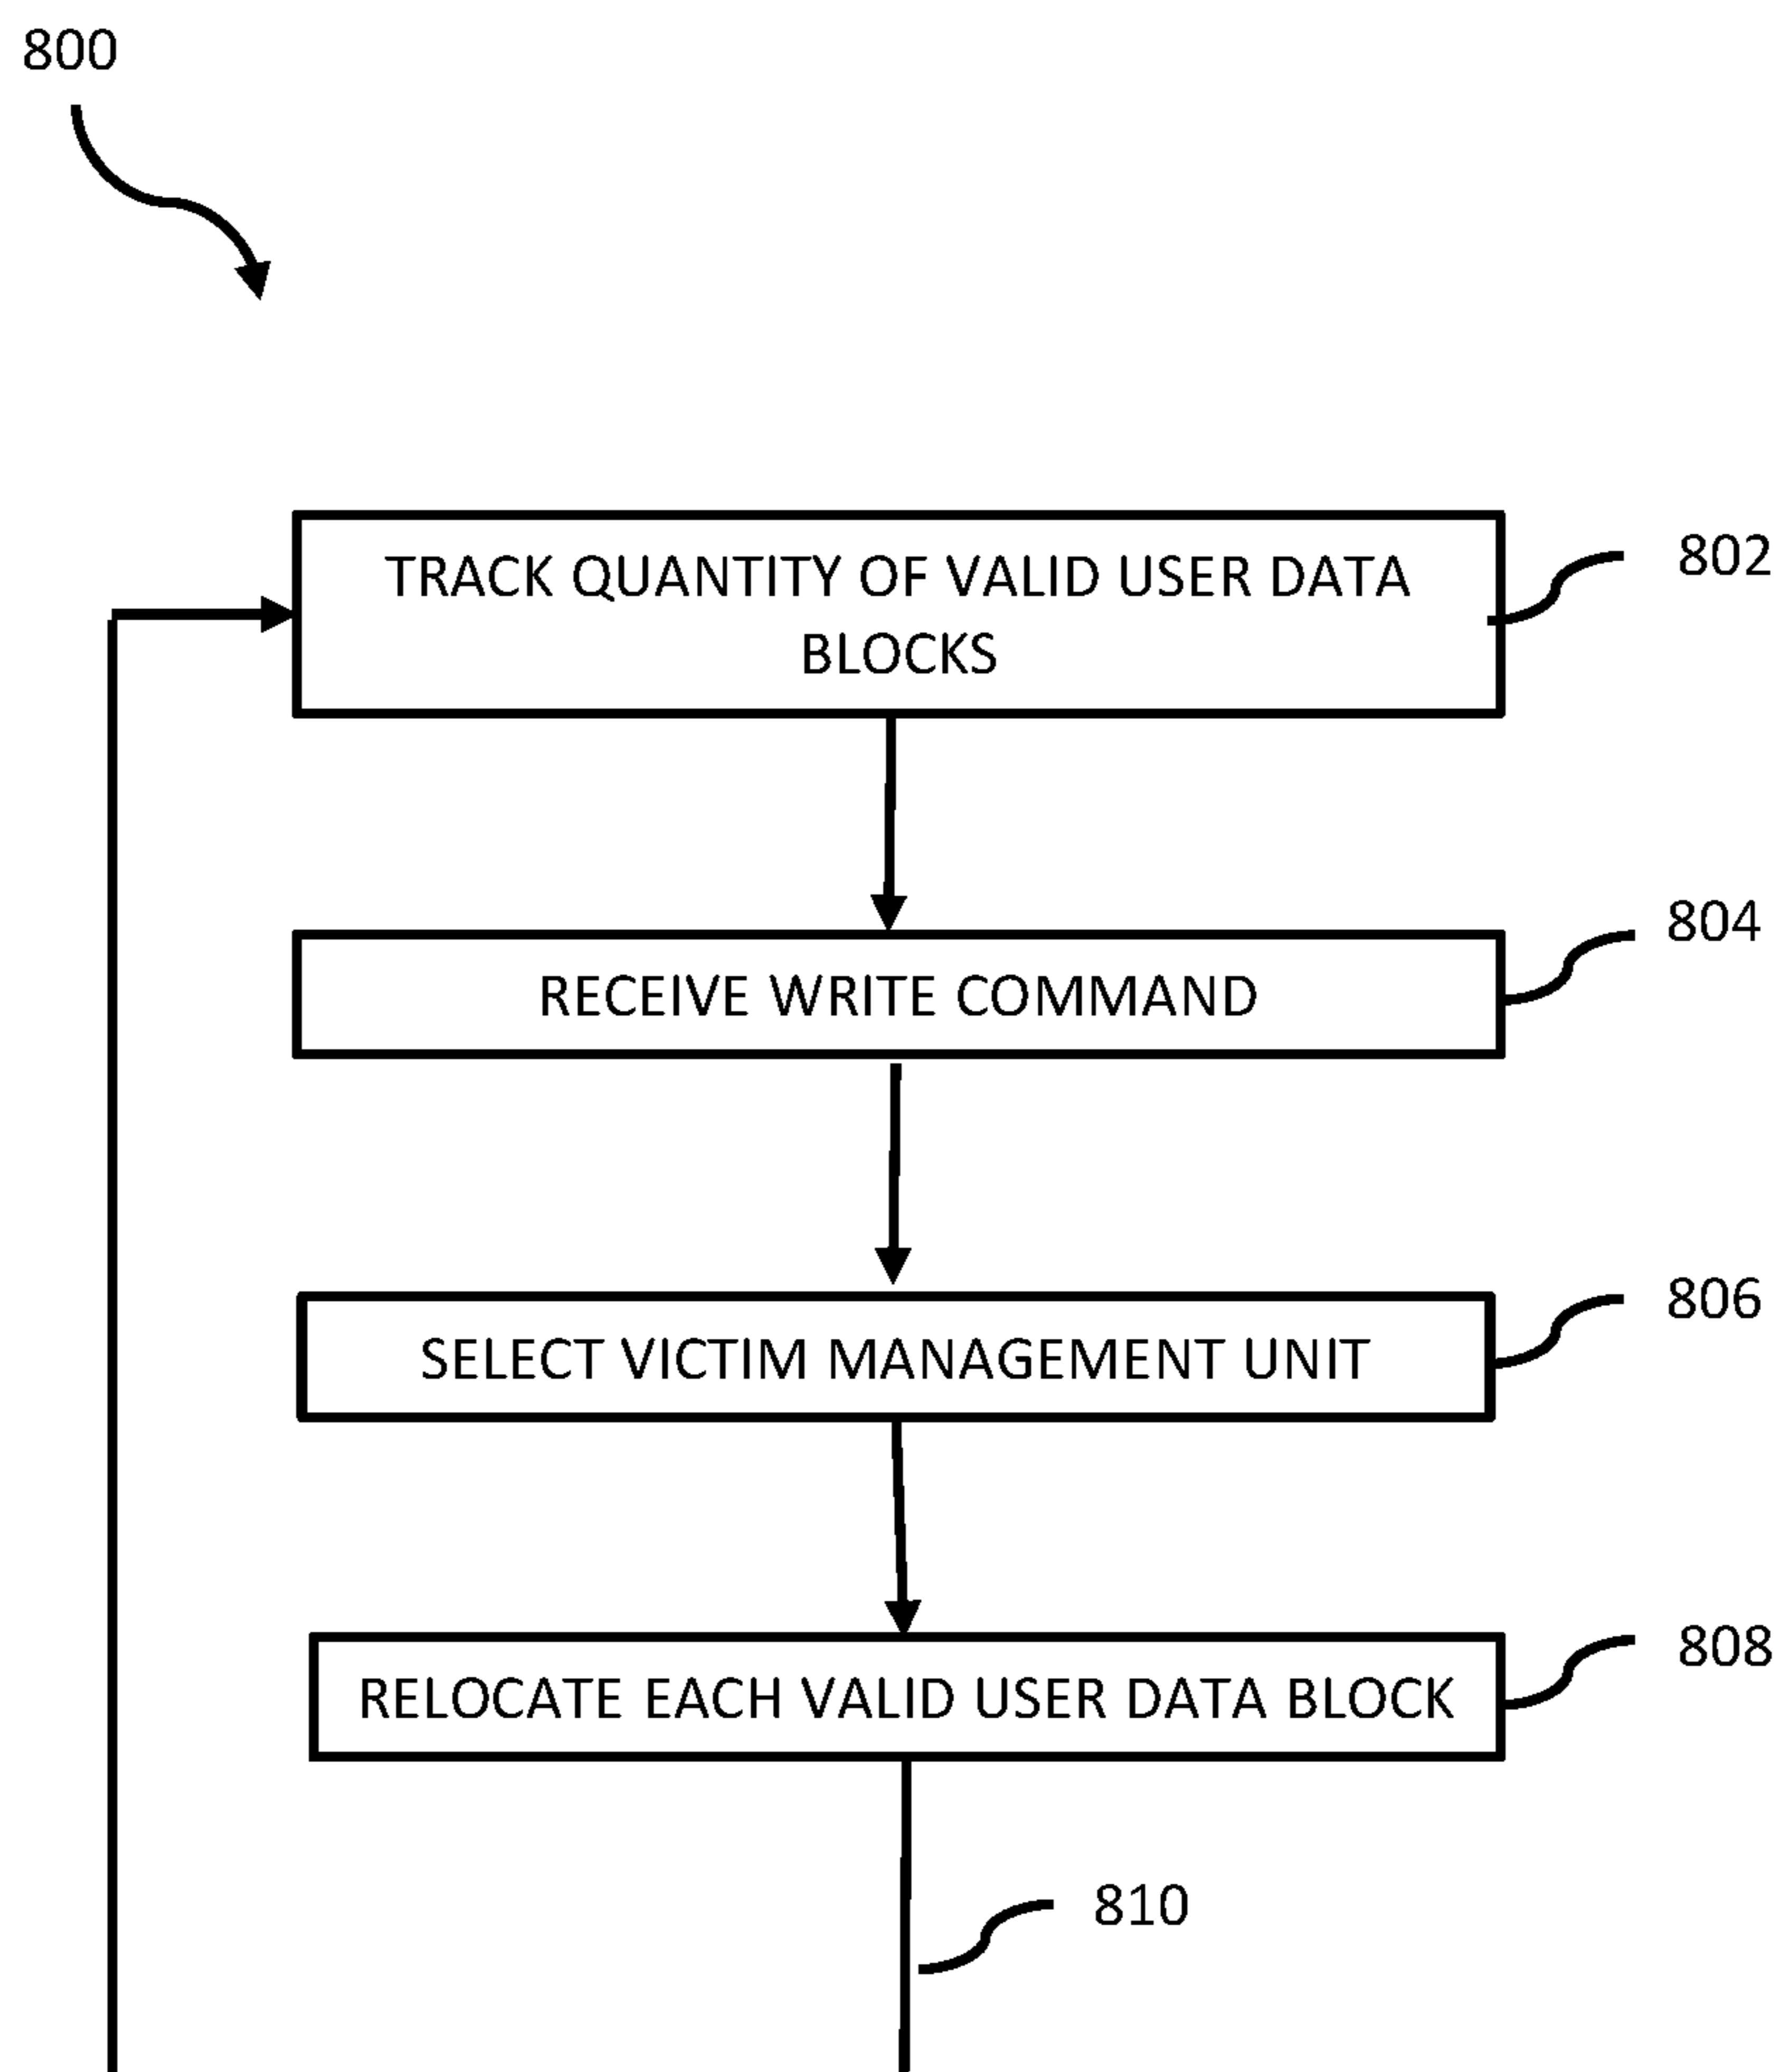 800
TRACK QUANTITY OF VALID USER DATA
BLOCKS
802
RECEIVE WRITE COMMAND
804
SELECT VICTIM MANAGEMENT UNIT
806
RELOCATE EACH VALID USER DATA BLOCK
808
810